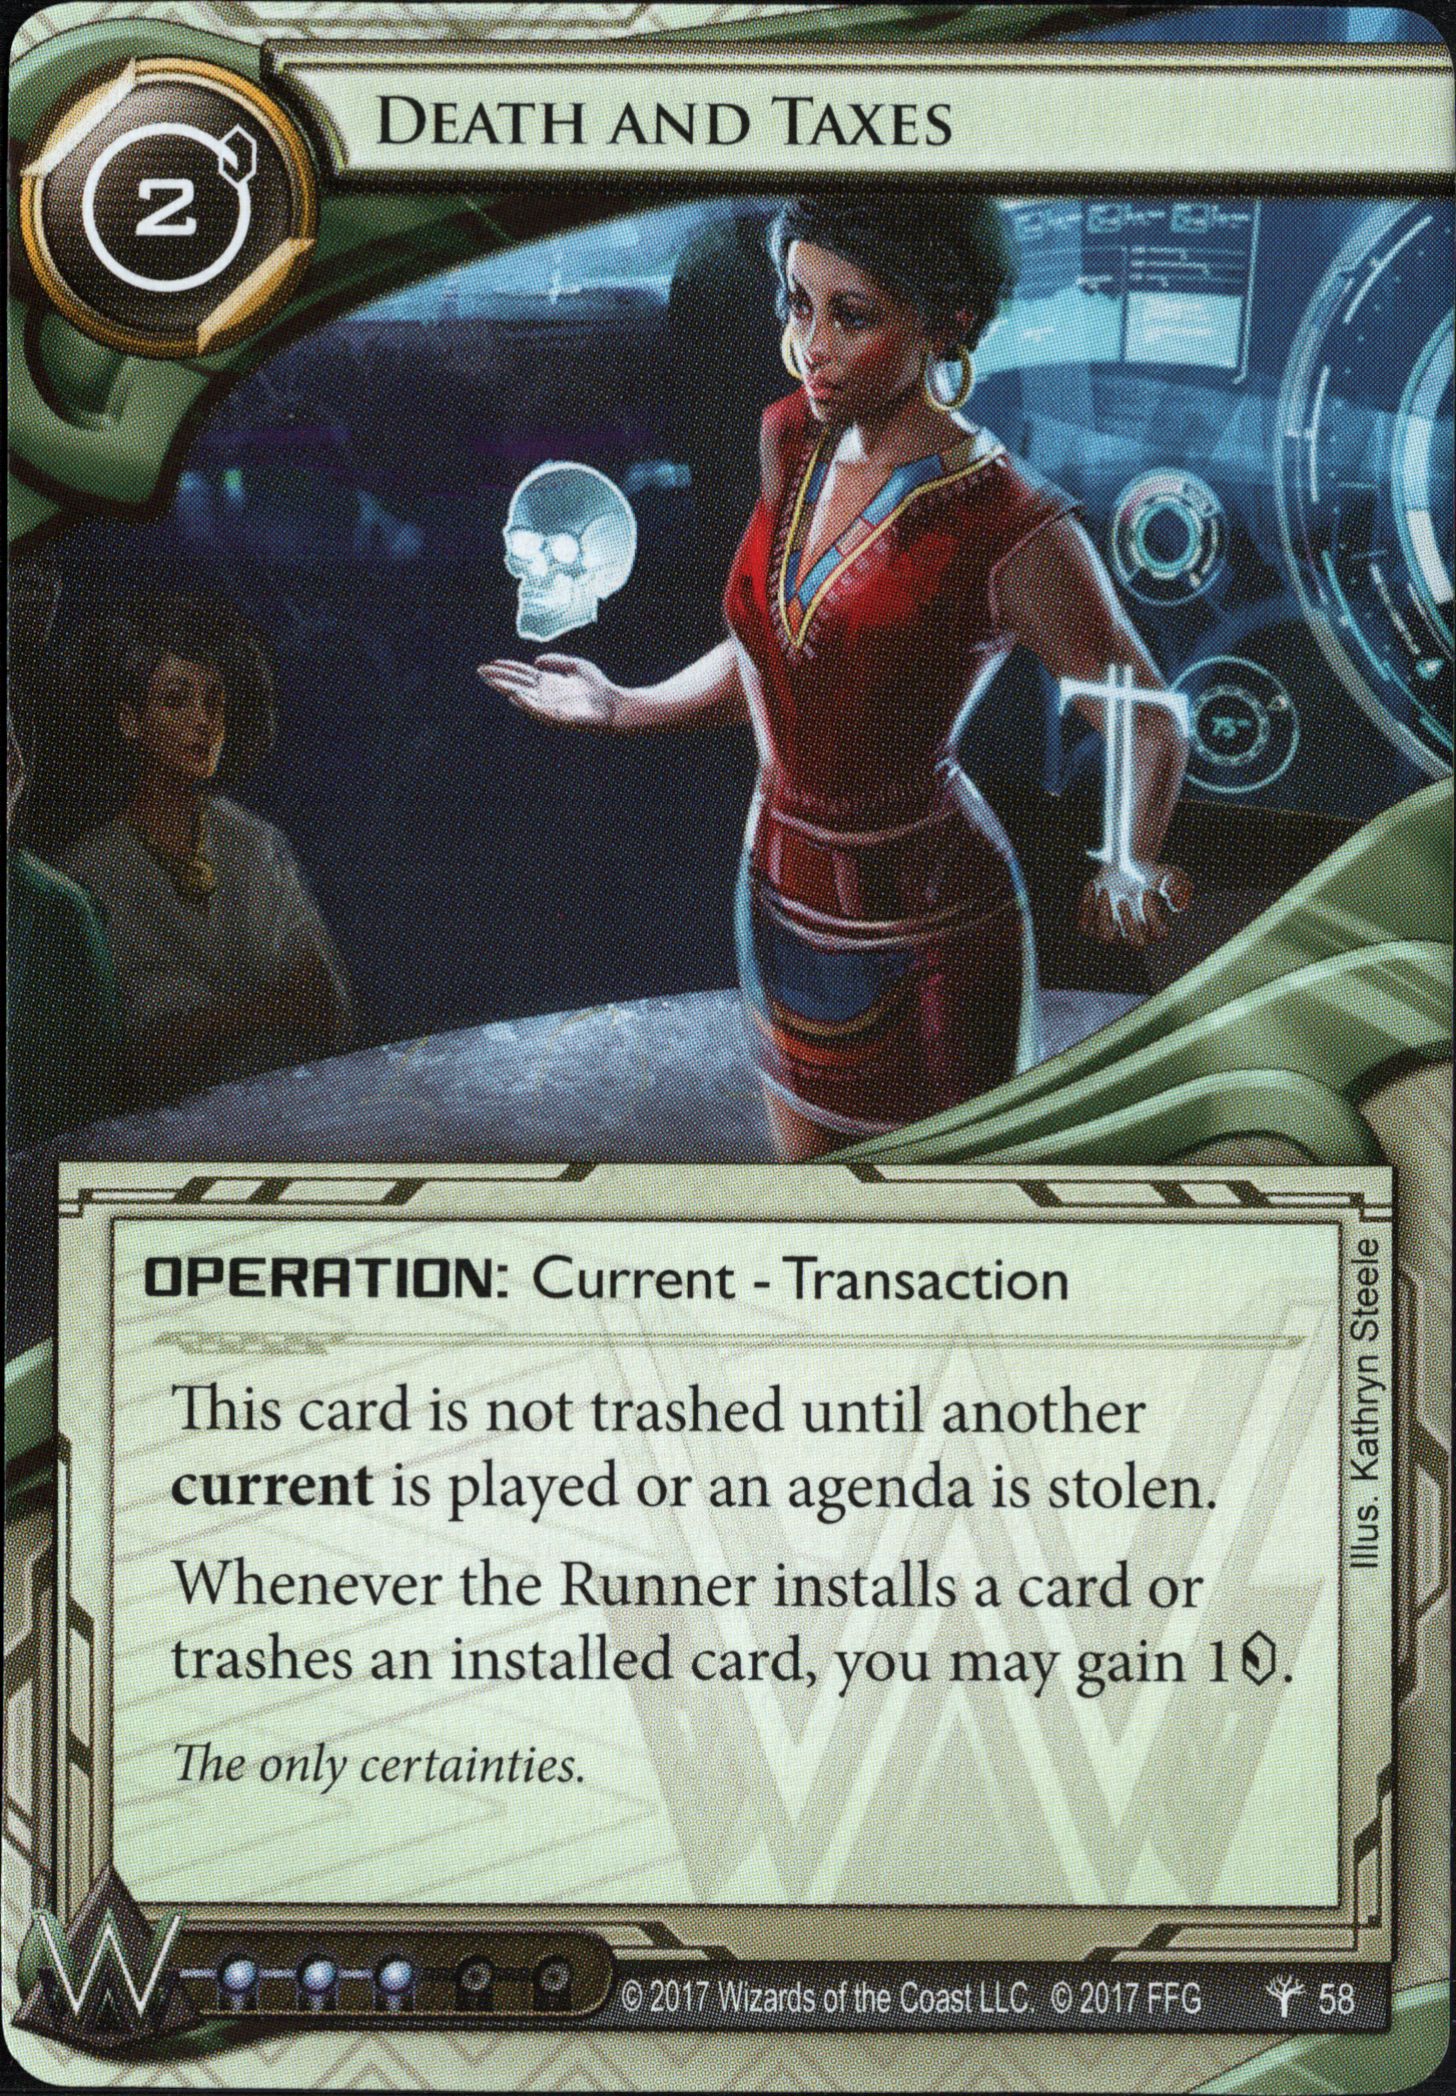 2
DEATH AND TAXES
75
OPERATION: Current - Transaction
This card is not trashed until another
current is played or an agenda is stolen.
Whenever the Runner installs a card or
trashes an installed card, you may gain 1.
The only certainties.
Illus. Kathryn Steele
W
© 2017 Wizards of the Coast LLC. © 2017 FFG 58